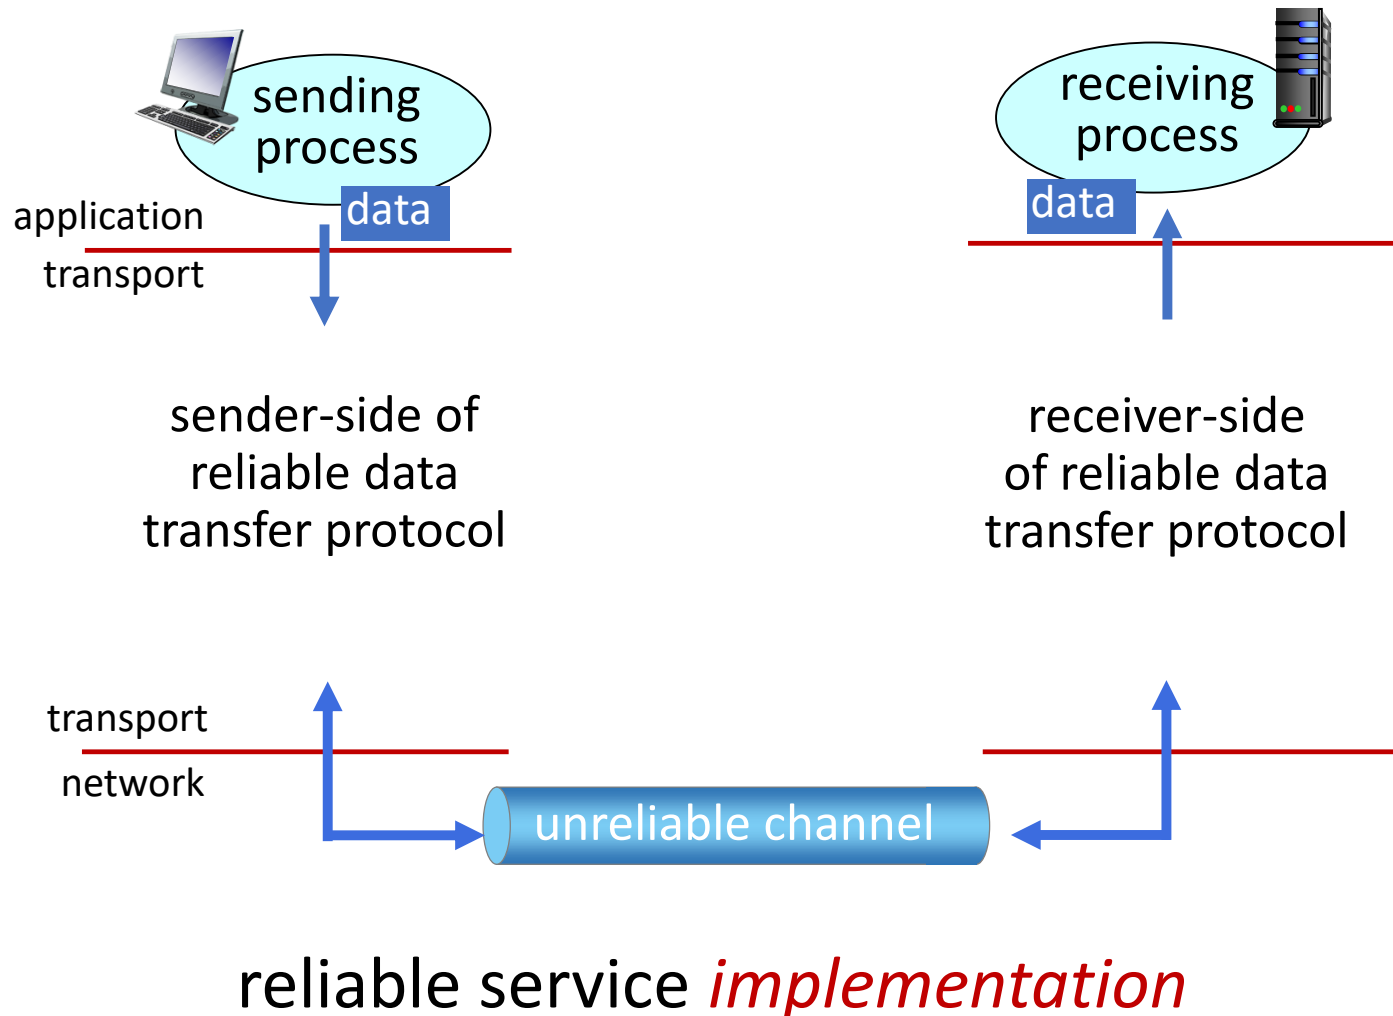 sending
process
data
application
transport
receiving
process
data
sender-side of
reliable data
transfer protocol
receiver-side
of reliable data
transfer protocol
transport
network
unreliable channel
reliable service implementation